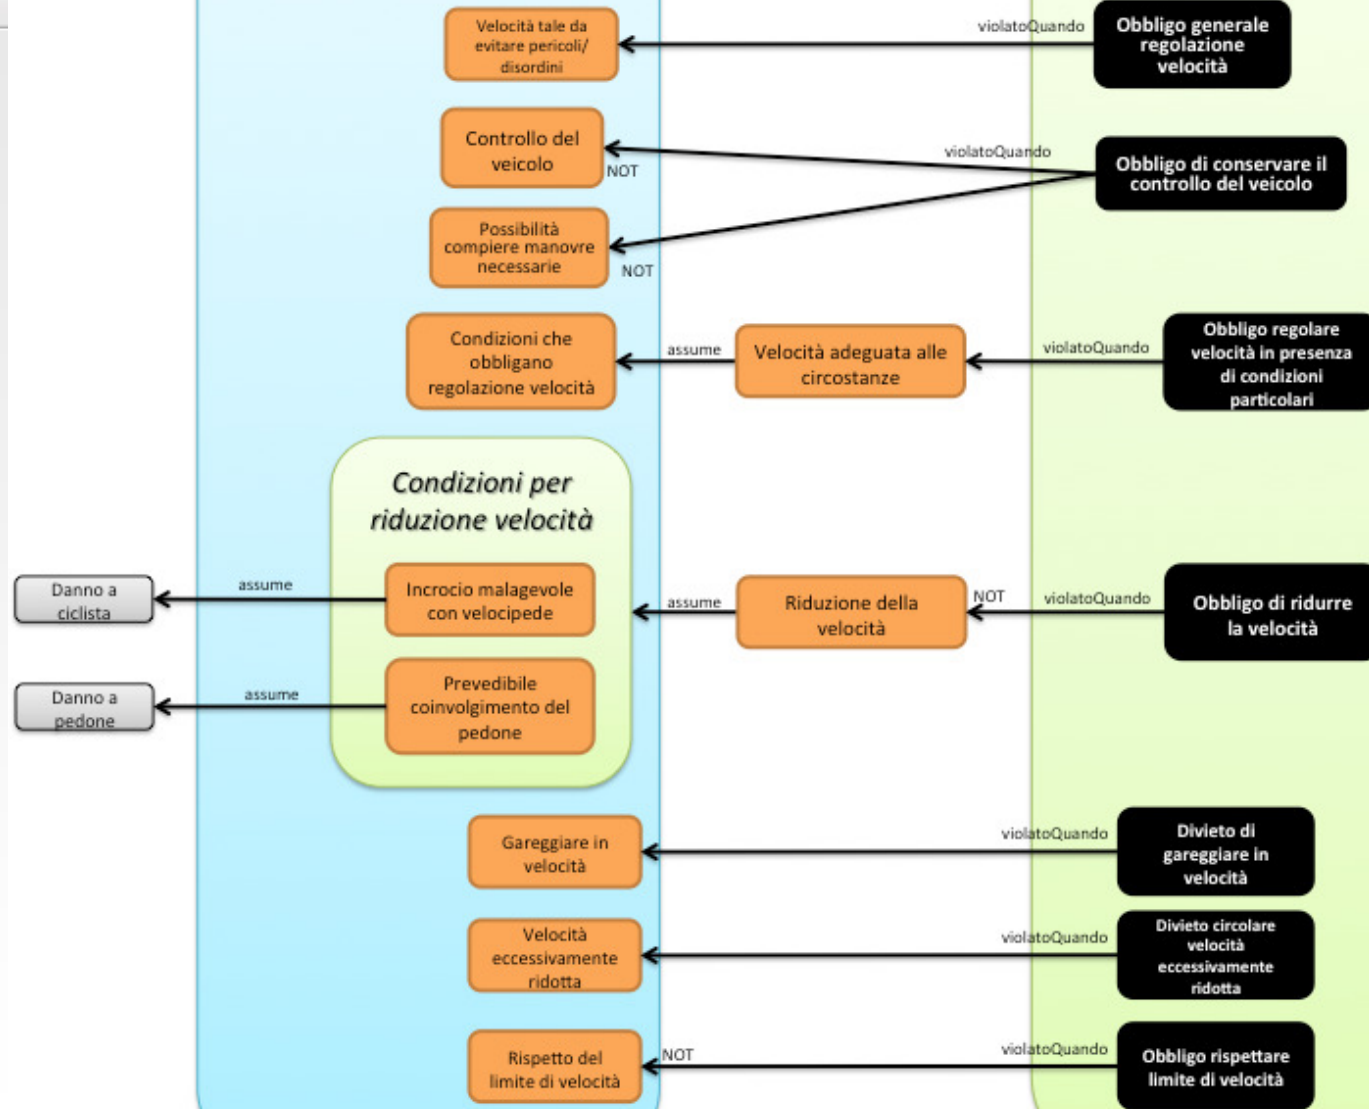 Velocità tale da
evitare pericoli/
disordini
violatoQuando
Obbligo generale
regolazione
velocità
Controllo del
veicolo
NOT
violatoQuando
Obbligo di conservare il
controllo del veicolo
Possibilità
compiere manovre
necessarie
NOT
Condizioni che
obbligano
regolazione velocità
assume
Velocità adeguata alle
circostanze
violatoQuando
Obbligo regolare
velocità in presenza
di condizioni
particolari
Condizioni per
riduzione velocità
Danno a
ciclista
assume
Incrocio malagevole
con velocipede
assume
Riduzione della
velocità
NOT
violatoQuando
Obbligo di ridurre
la velocità
Danno a
pedone
assume
Prevedibile
coinvolgimento del
pedone
Gareggiare in
velocità
violatoQuando
Divieto di
gareggiare in
velocità
Velocità
eccessivamente
ridotta
violatoQuando
Divieto circolare
velocità
eccessivamente
ridotta
Rispetto del
limite di velocità
NOT
violatoQuando
Obbligo rispettare
limite di velocità